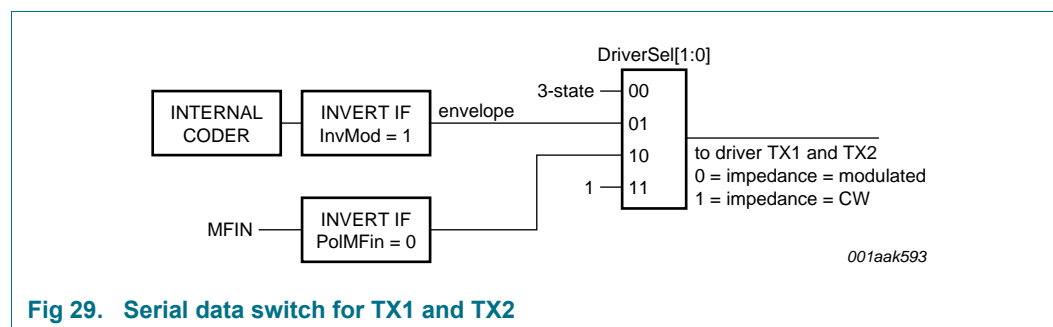 DriverSel[1:0]
3-state
00
INTERNAL
CODER
INVERT IF
InvMod = 1
envelope
01
10
to driver TX1 and TX2
0 = impedance = modulated
1 = impedance = CW
1
11
MFIN
INVERT IF
PolMFin = 0
001aak593
Fig 29. Serial data switch for TX1 and TX2